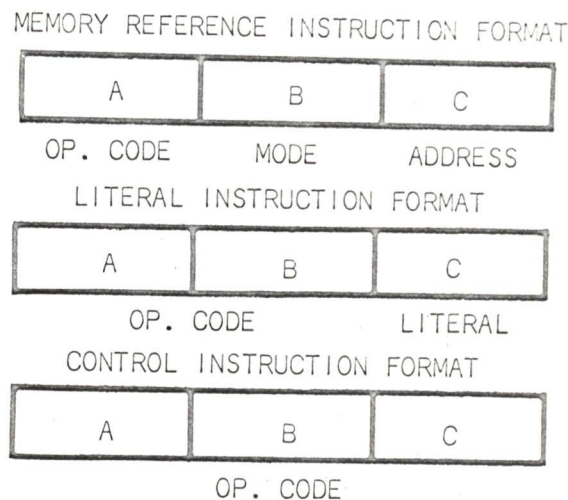 MEMORY REFERENCE INSTRUCTION FORMAT
A B C
OP. CODE MODE ADDRESS
LITERAL INSTRUCTION FORMAT
A B C
OP. CODE LITERAL
CONTROL INSTRUCTION FORMAT
A B C
OP. CODE